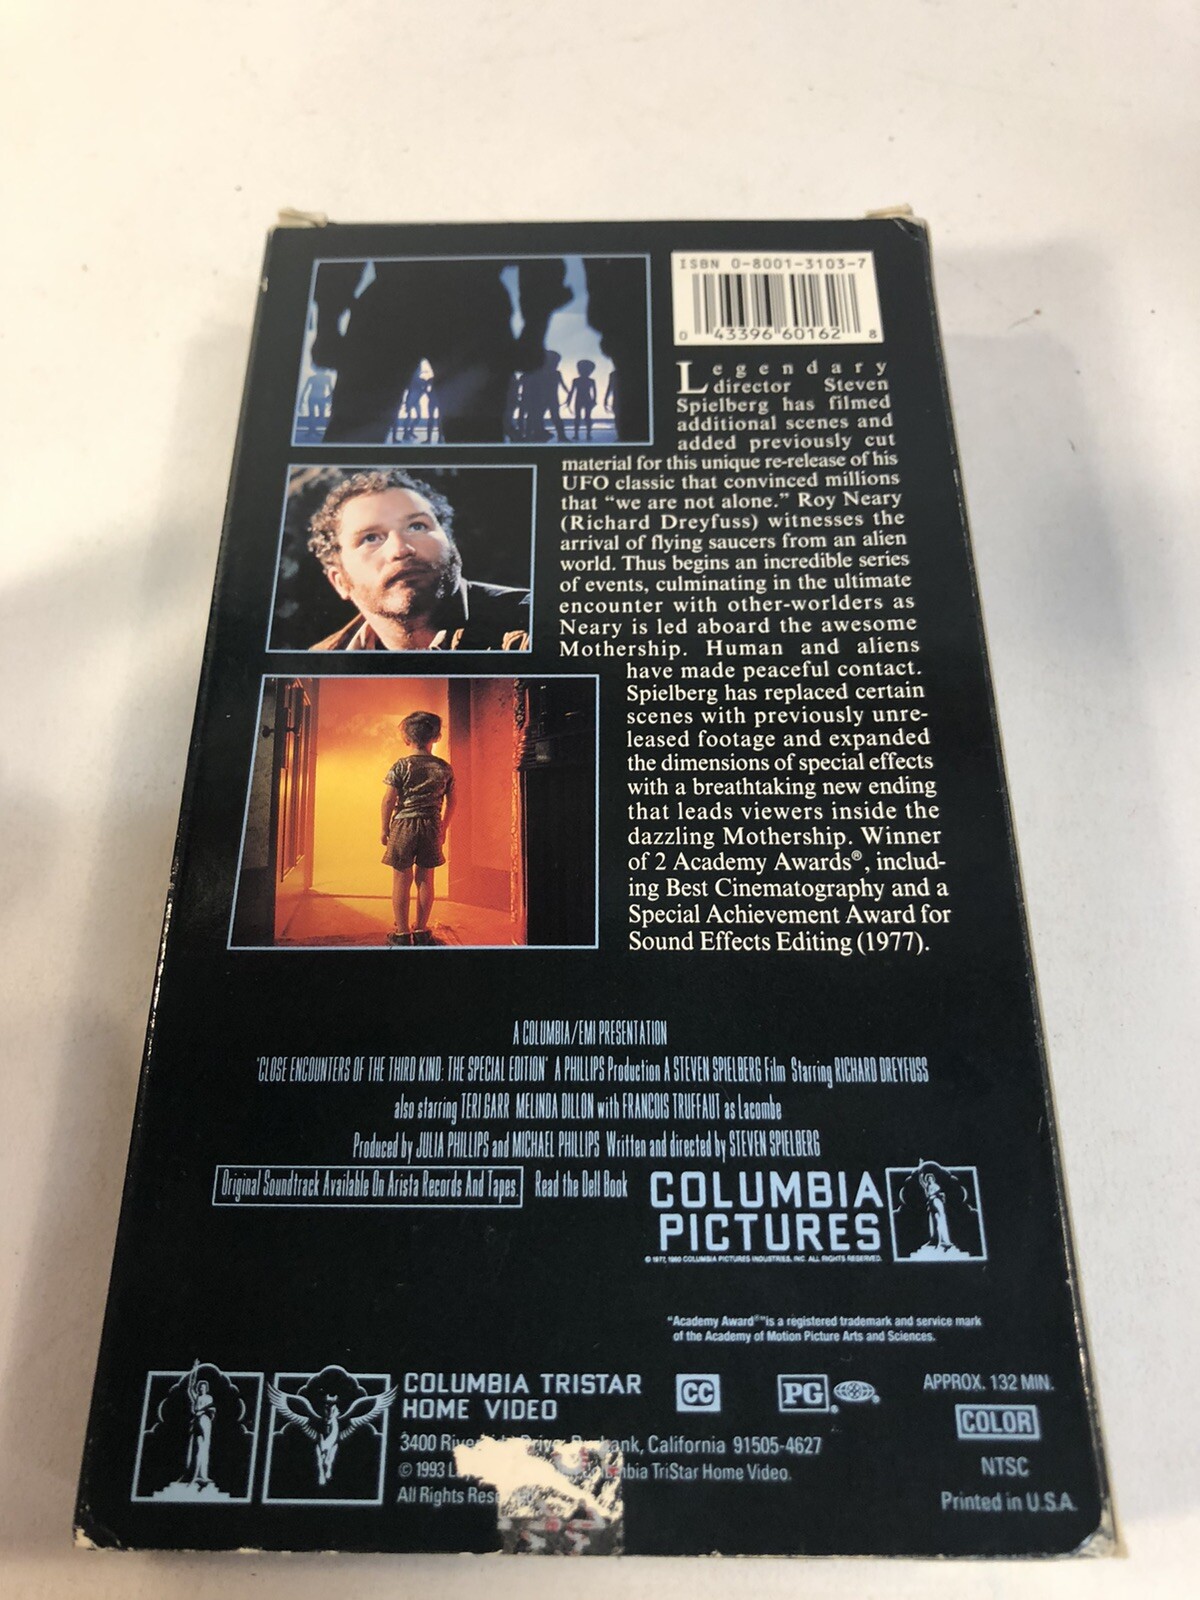 ISBN 0-8001-3103-7
0 43396 60162 8
Legendary
director Steven
Spielberg has filmed
additional scenes and
added previously cut
material for this unique re-release of his
UFO classic that convinced millions
that “we are not alone.” Roy Neary
(Richard Dreyfuss) witnesses the
arrival of flying saucers from an alien
world. Thus begins an incredible series
of events, culminating in the ultimate
encounter with other-worlders as
Neary is led aboard the awesome
Mothership. Human and aliens
have made peaceful contact.
Spielberg has replaced certain
scenes with previously unre-
leased footage and expanded
the dimensions of special effects
with a breathtaking new ending
that leads viewers inside the
dazzling Mothership. Winner
of 2 Academy Awards®, includ-
ing Best Cinematography and a
Special Achievement Award for
Sound Effects Editing (1977).
A COLUMBIA/EMI PRESENTATION
"CLOSE ENCOUNTERS OF THE THIRD KIND: THE SPECIAL EDITION" A PHILLIPS Production A STEVEN SPIELBERG Film Starring RICHARD DREYFUSS
also starring TERI GARR MELINDA DILLON with FRANCOIS TRUFFAUT as Lacombe
Produced by JULIA PHILLIPS and MICHAEL PHILLIPS Written and directed by STEVEN SPIELBERG
Original Soundtrack Available On Arista Records And Tapes. Read the Dell Book
COLUMBIA
PICTURES
© 1977, 1980 COLUMBIA PICTURES INDUSTRIES, INC. ALL RIGHTS RESERVED.
"Academy Award®" is a registered trademark and service mark
of the Academy of Motion Picture Arts and Sciences.
COLUMBIA TRISTAR
HOME VIDEO
CC
PG
APPROX. 132 MIN.
COLOR
NTSC
Printed in U.S.A.
3400 Drive, California 91505-4627
© 1993 TriStar Home Video.
All Rights